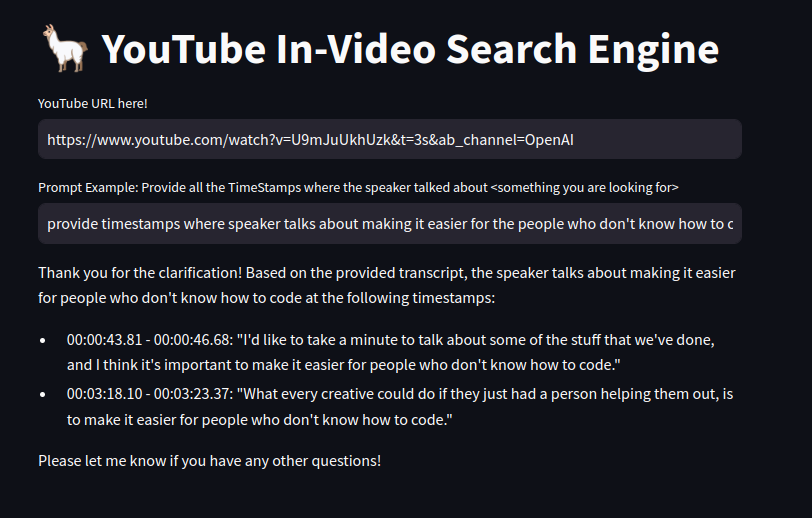 YouTube In-Video Search Engine
YouTube URL here!
https://www.youtube.com/watch?v=U9mJuUkhUzk&t=3s&ab_channel=OpenAI
Prompt Example: Provide all the TimeStamps where the speaker talked about <something you are looking for>
provide timestamps where speaker talks about making it easier for the people who don't know how to c
Thank you for the clarification! Based on the provided transcript, the speaker talks about making it easier
for people who don't know how to code at the following timestamps:
• 00:00:43.81 - 00:00:46.68: "I'd like to take a minute to talk about some of the stuff that we've done,
and I think it's important to make it easier for people who don't know how to code."
• 00:03:18.10 - 00:03:23.37: "What every creative could do if they just had a person helping them out, is
to make it easier for people who don't know how to code."
Please let me know if you have any other questions!